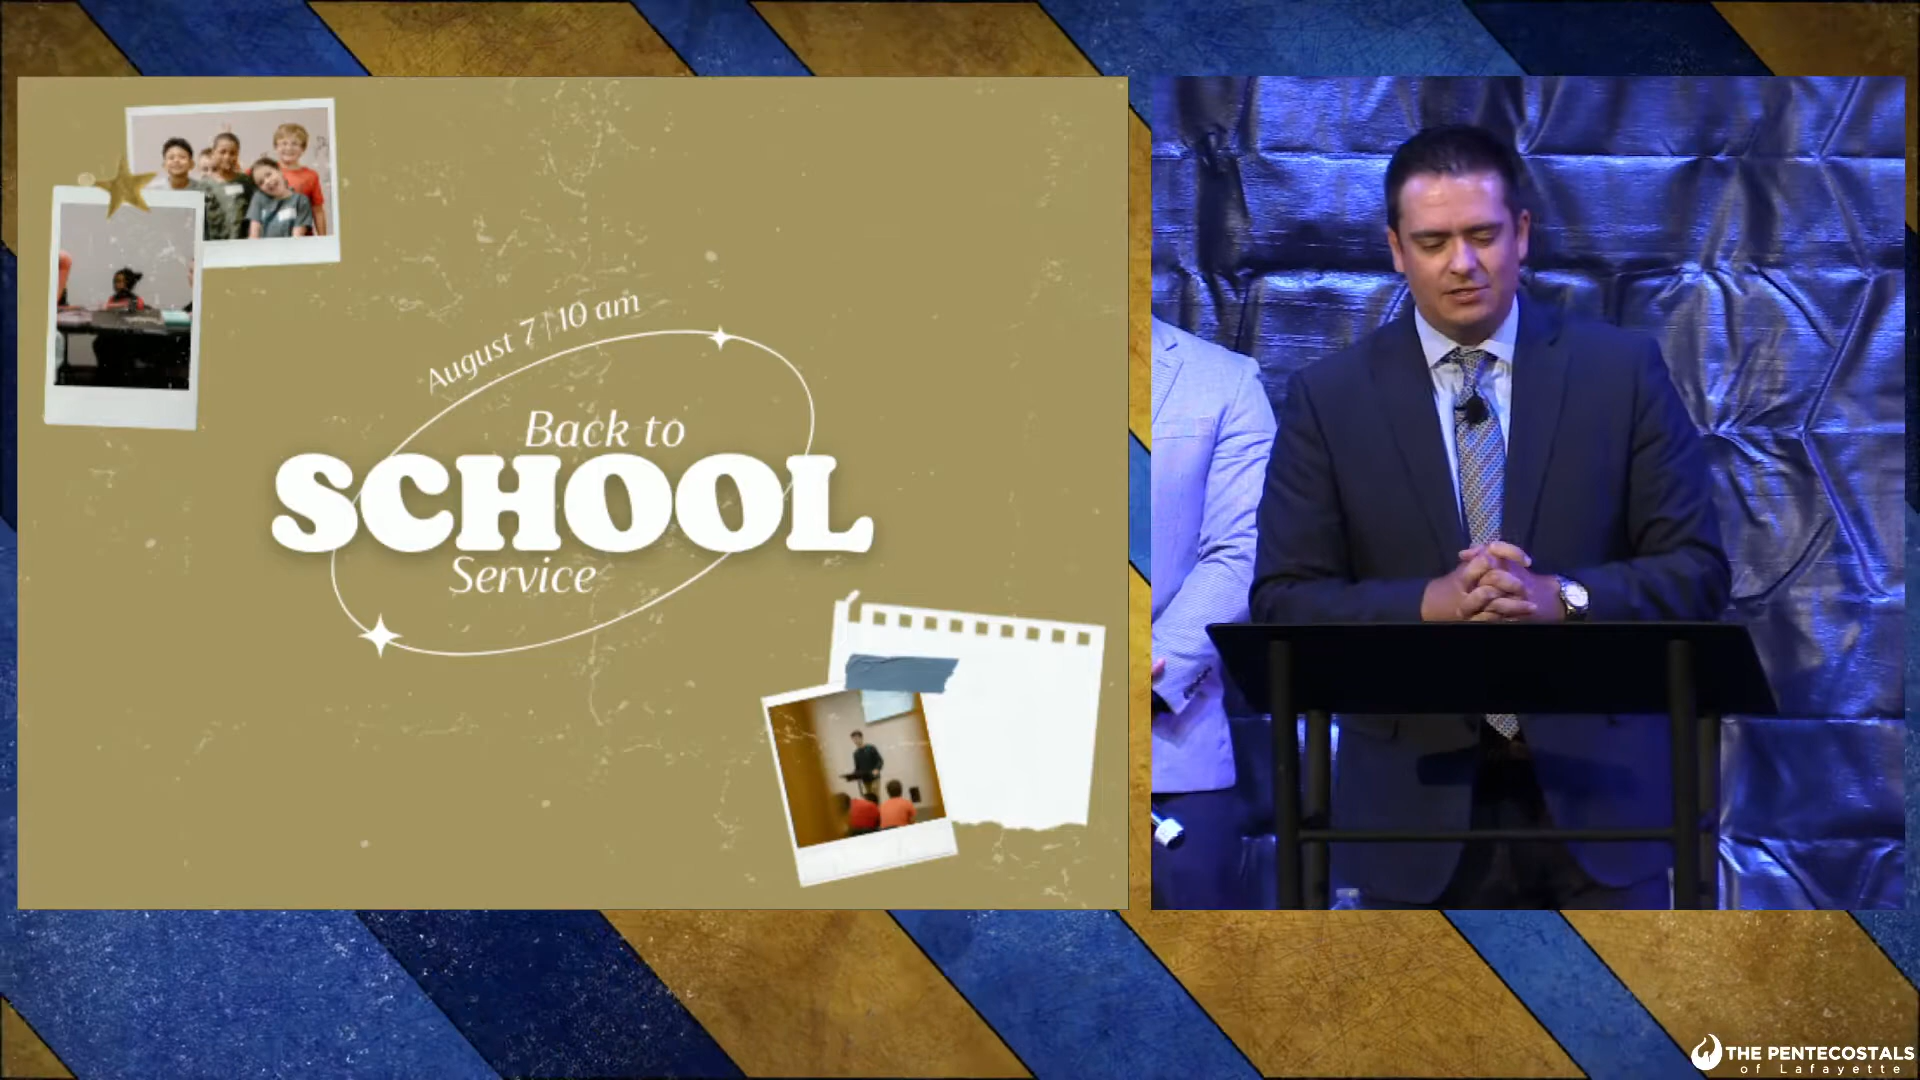 August 7 | 10 am
Back to
SCHOOL
Service
THE PENTECOSTALS
of Lafayette